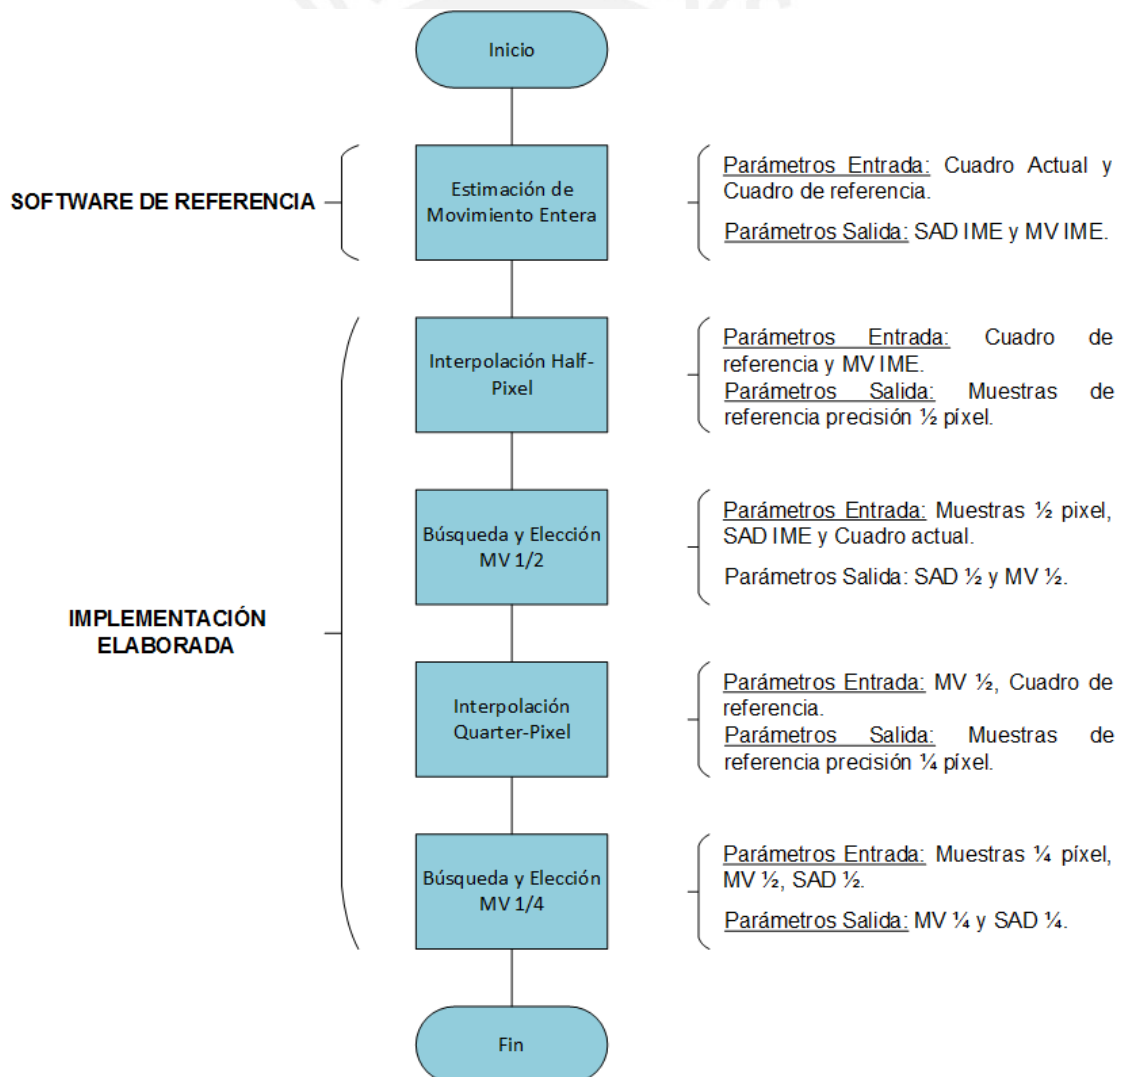 Inicio
SOFTWARE DE REFERENCIA
Estimación de
Movimiento Entera
Parámetros Entrada: Cuadro Actual y
Cuadro de referencia.
Parámetros Salida: SAD IME y MV IME.
IMPLEMENTACIÓN
ELABORADA
Interpolación Half-
Pixel
Parámetros Entrada: Cuadro de
referencia y MV IME.
Parámetros Salida: Muestras de
referencia precisión ½ píxel.
Búsqueda y Elección
MV 1/2
Parámetros Entrada: Muestras ½ pixel,
SAD IME y Cuadro actual.
Parámetros Salida: SAD ½ y MV ½.
Interpolación
Quarter-Pixel
Parámetros Entrada: MV ½, Cuadro de
referencia.
Parámetros Salida: Muestras de
referencia precisión ¼ píxel.
Búsqueda y Elección
MV 1/4
Parámetros Entrada: Muestras ¼ píxel,
MV ½, SAD ½.
Parámetros Salida: MV ¼ y SAD ¼.
Fin